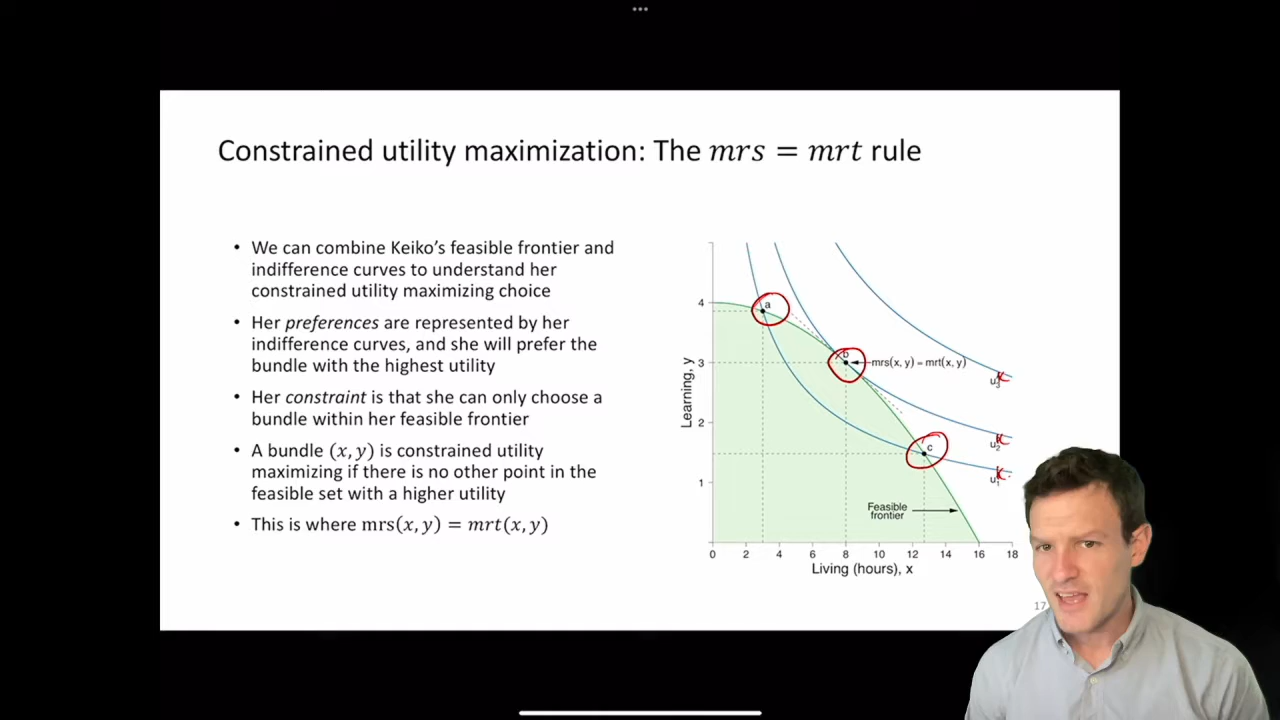 Constrained utility maximization: The mrs = mrt rule
• We can combine Keiko's feasible frontier and
indifference curves to understand her
constrained utility maximizing choice
• Her preferences are represented by her
indifference curves, and she will prefer the
bundle with the highest utility
• Her constraint is that she can only choose a
bundle within her feasible frontier
• A bundle (x, y) is constrained utility
maximizing if there is no other point in the
feasible set with a higher utility
• This is where mrs(x, y) = mrt(x, y)
4
3
2
1
Learning, y
a
b
mrs(x, y) = mrt(x, y)
c
u3
u2
u1
Feasible
frontier
0 2 4 6 8 10 12 14 16 18
Living (hours), x
17